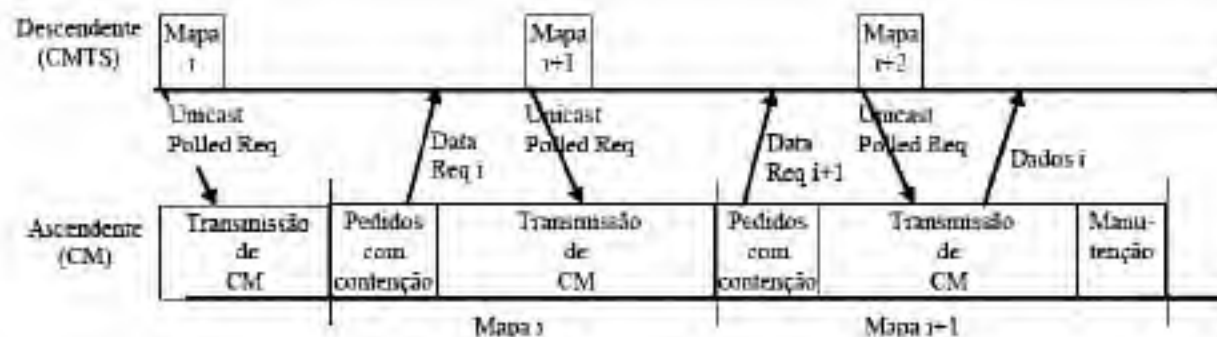 Descendente
(CMTS)
Mapa
i
Mapa
i+1
Mapa
i+2
Unicast
Polled Req
Data
Req i
Unicast
Polled Req
Data
Req i+1
Unicast
Polled Req
Dados i
Ascendente
(CM)
Transmissão
de
CM
Pedidos
com
contenção
Transmissão
de
CM
Pedidos
com
contenção
Transmissão
de
CM
Manu-
tenção
Mapa i
Mapa i+1